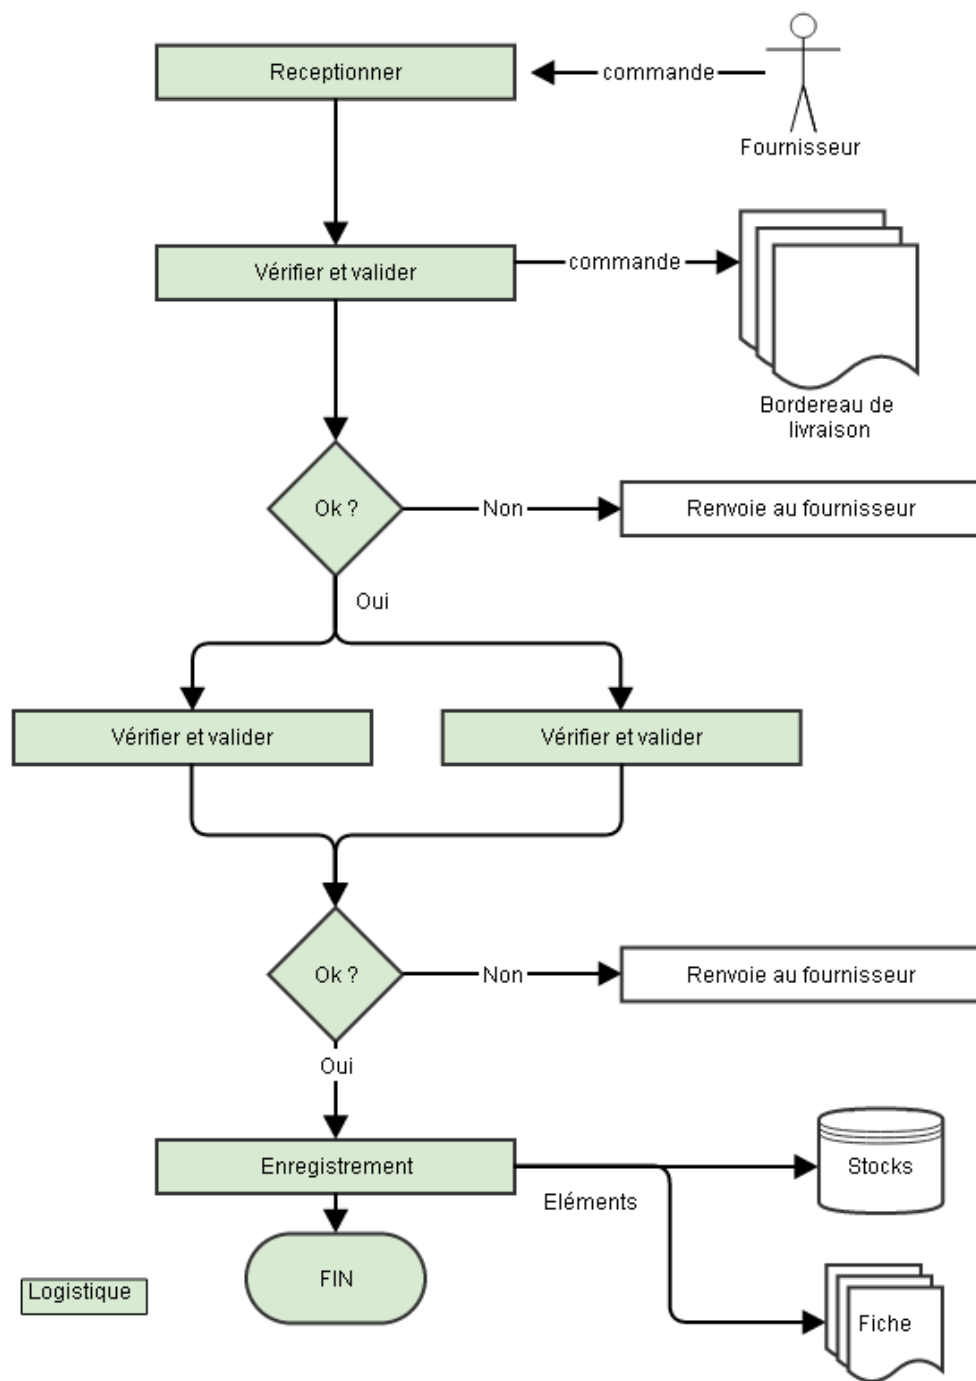 Receptionner
commande
Fournisseur
Vérifier et valider
commande
Bordereau de
livraison
Ok ?
Non
Renvoie au fournisseur
Oui
Vérifier et valider
Vérifier et valider
Ok ?
Non
Renvoie au fournisseur
Oui
Enregistrement
Eléments
Stocks
FIN
Logistique
Fiche